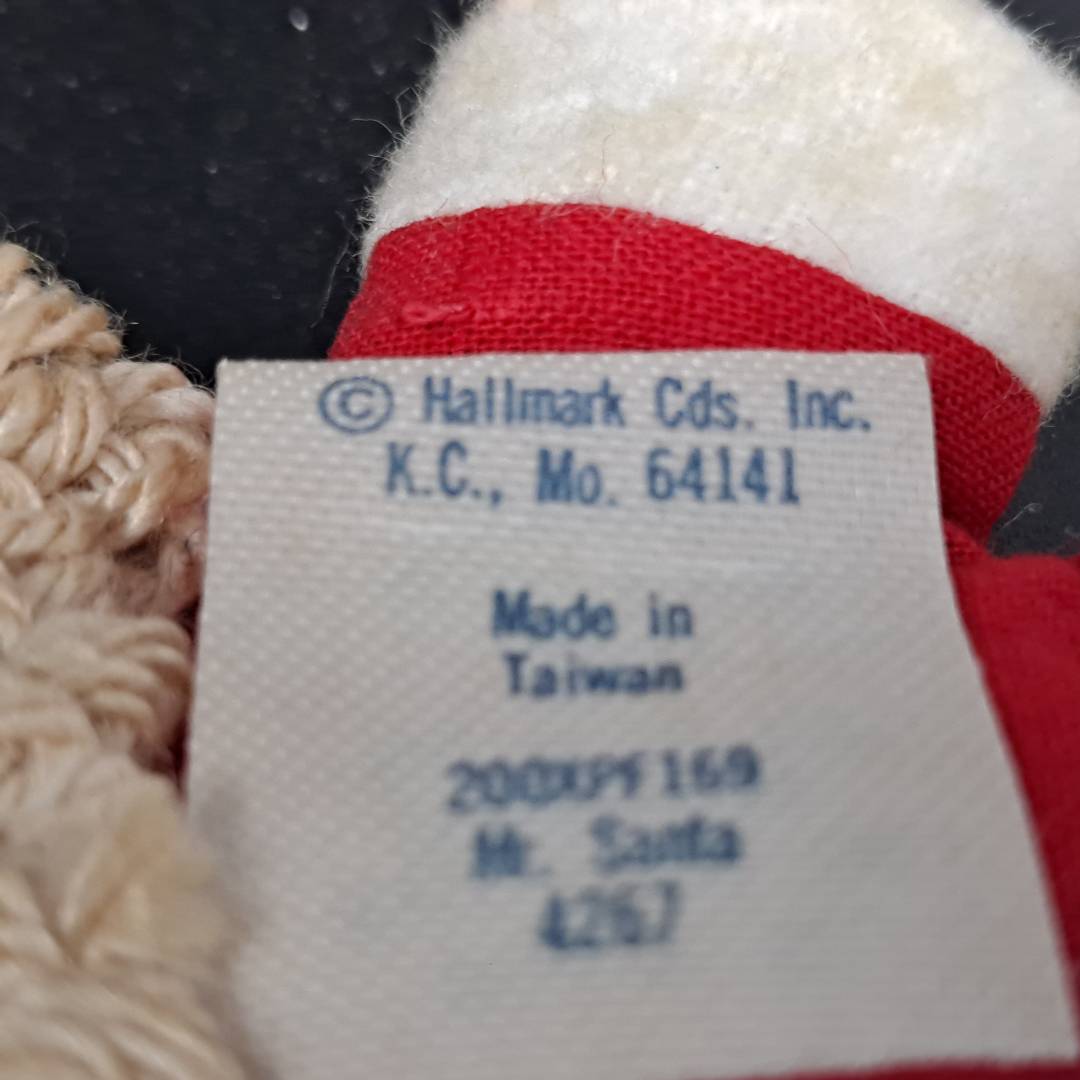 © Hallmark Cds. Inc.
K.C., Mo. 64141
Made in
Taiwan
200XPF169
Mr. Santa
4267